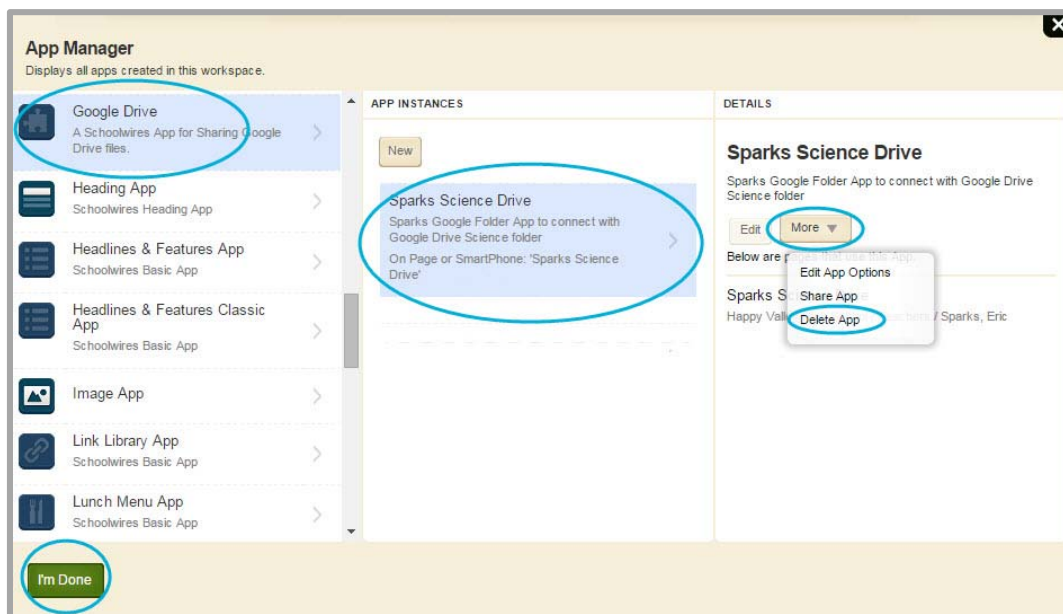 App Manager
Displays all apps created in this workspace.
Google Drive
A Schoolwires App for Sharing Google
Drive files.
Heading App
Schoolwires Heading App
Headlines & Features App
Schoolwires Basic App
Headlines & Features Classic
App
Schoolwires Basic App
Image App
Link Library App
Schoolwires Basic App
Lunch Menu App
Schoolwires Basic App
APP INSTANCES
New
Sparks Science Drive
Sparks Google Folder App to connect with
Google Drive Science folder
On Page or SmartPhone: 'Sparks Science
Drive'
DETAILS
Sparks Science Drive
Sparks Google Folder App to connect with Google Drive
Science folder
Edit More
Below are pages that use this App.
Edit App Options
Sparks S
Share App
Happy Vall / Sparks, Eric
Delete App
I'm Done